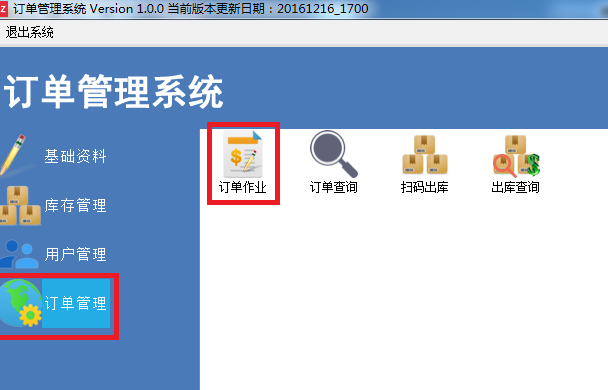 Z 订单管理系统 Version 1.0.0 当前版本更新日期：20161216_1700
退出系统
订单管理系统
基础资料
库存管理
用户管理
订单管理
订单作业 订单查询 扫码出库 出库查询